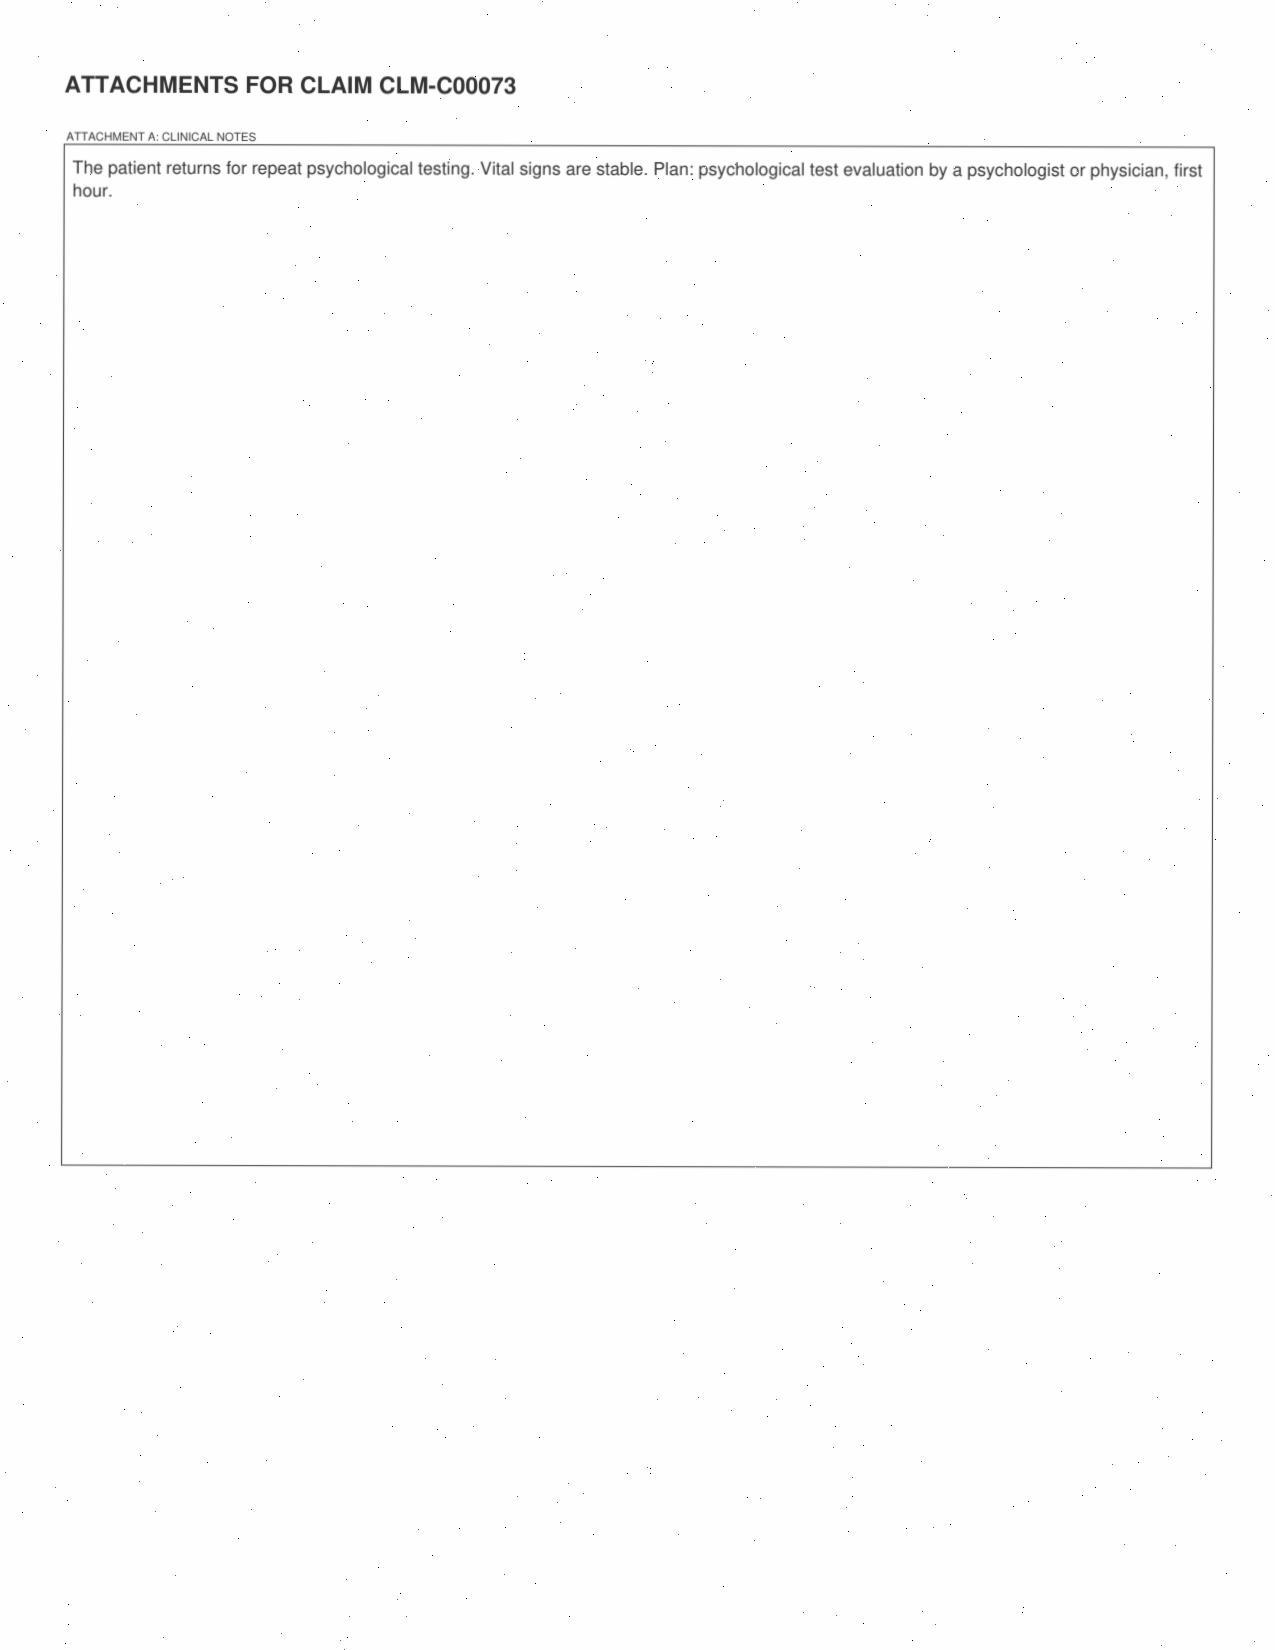 ATTACHMENTS FOR CLAIM CLM-C00073
ATTACHMENT A: CLINICAL NOTES
The patient returns for repeat psychological testing. Vital signs are stable. Plan: psychological test evaluation by a psychologist or physician, first
hour.